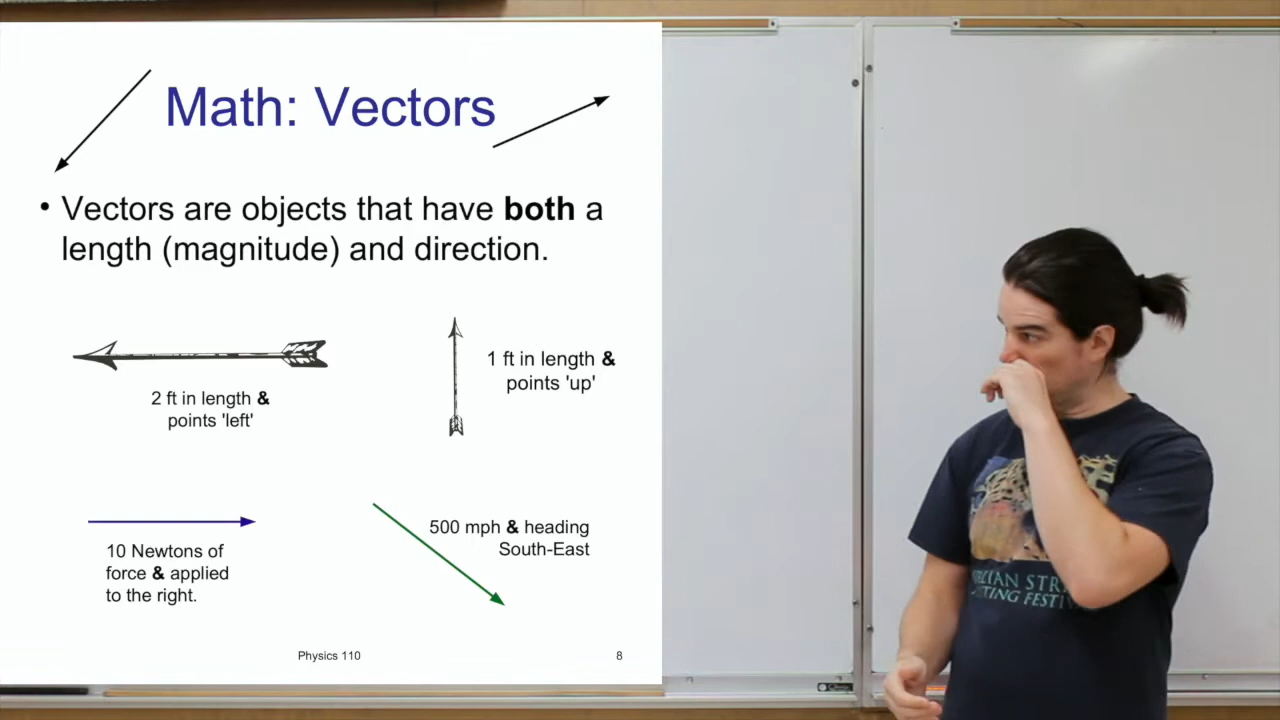 Math: Vectors
• Vectors are objects that have both a
length (magnitude) and direction.
2 ft in length &
points 'left'
1 ft in length &
points 'up'
10 Newtons of
force & applied
to the right.
500 mph & heading
South-East
Physics 110
8